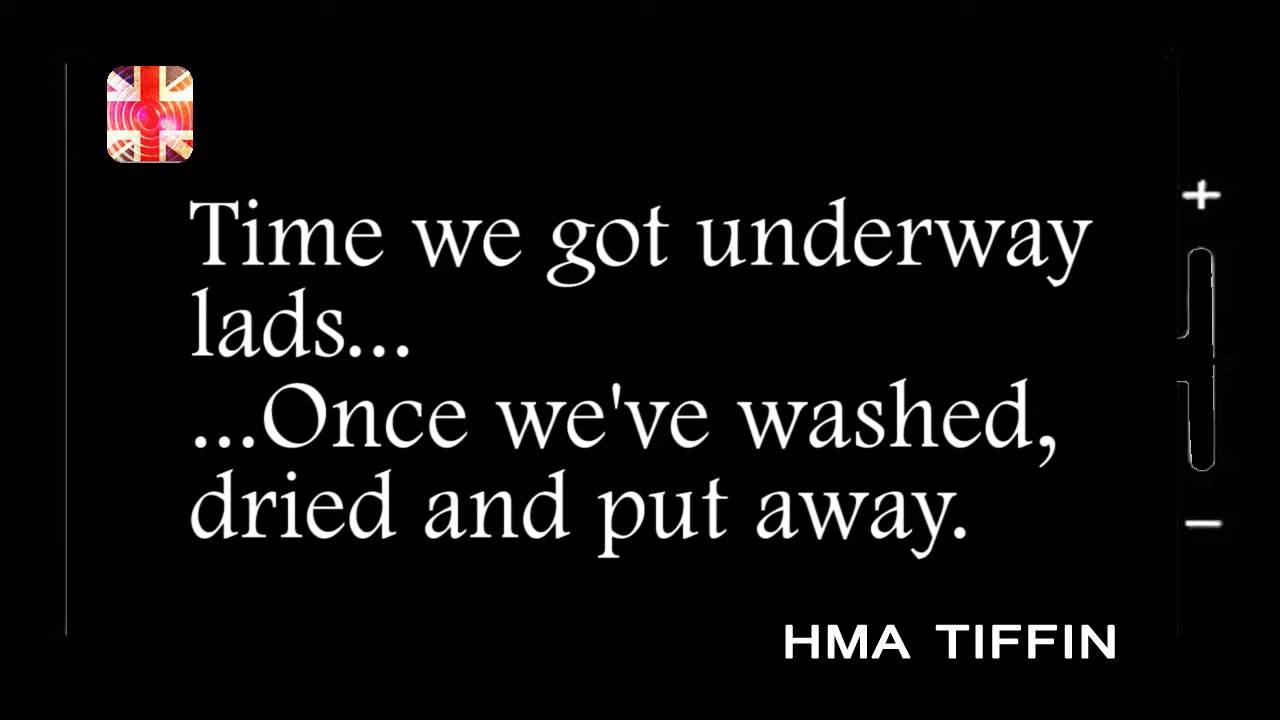 Time we got underway
lads...
...Once we've washed,
dried and put away.
HMA TIFFIN
+
−